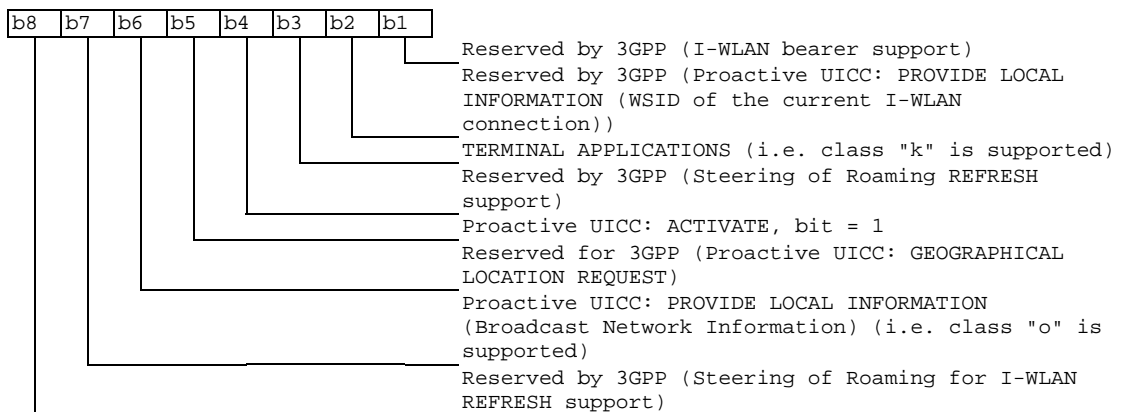 b8 b7 b6 b5 b4 b3 b2 b1
Reserved by 3GPP (I-WLAN bearer support)
Reserved by 3GPP (Proactive UICC: PROVIDE LOCAL
INFORMATION (WSID of the current I-WLAN
connection))
TERMINAL APPLICATIONS (i.e. class "k" is supported)
Reserved by 3GPP (Steering of Roaming REFRESH
support)
Proactive UICC: ACTIVATE, bit = 1
Reserved for 3GPP (Proactive UICC: GEOGRAPHICAL
LOCATION REQUEST)
Proactive UICC: PROVIDE LOCAL INFORMATION
(Broadcast Network Information) (i.e. class "o" is
supported)
Reserved by 3GPP (Steering of Roaming for I-WLAN
REFRESH support)